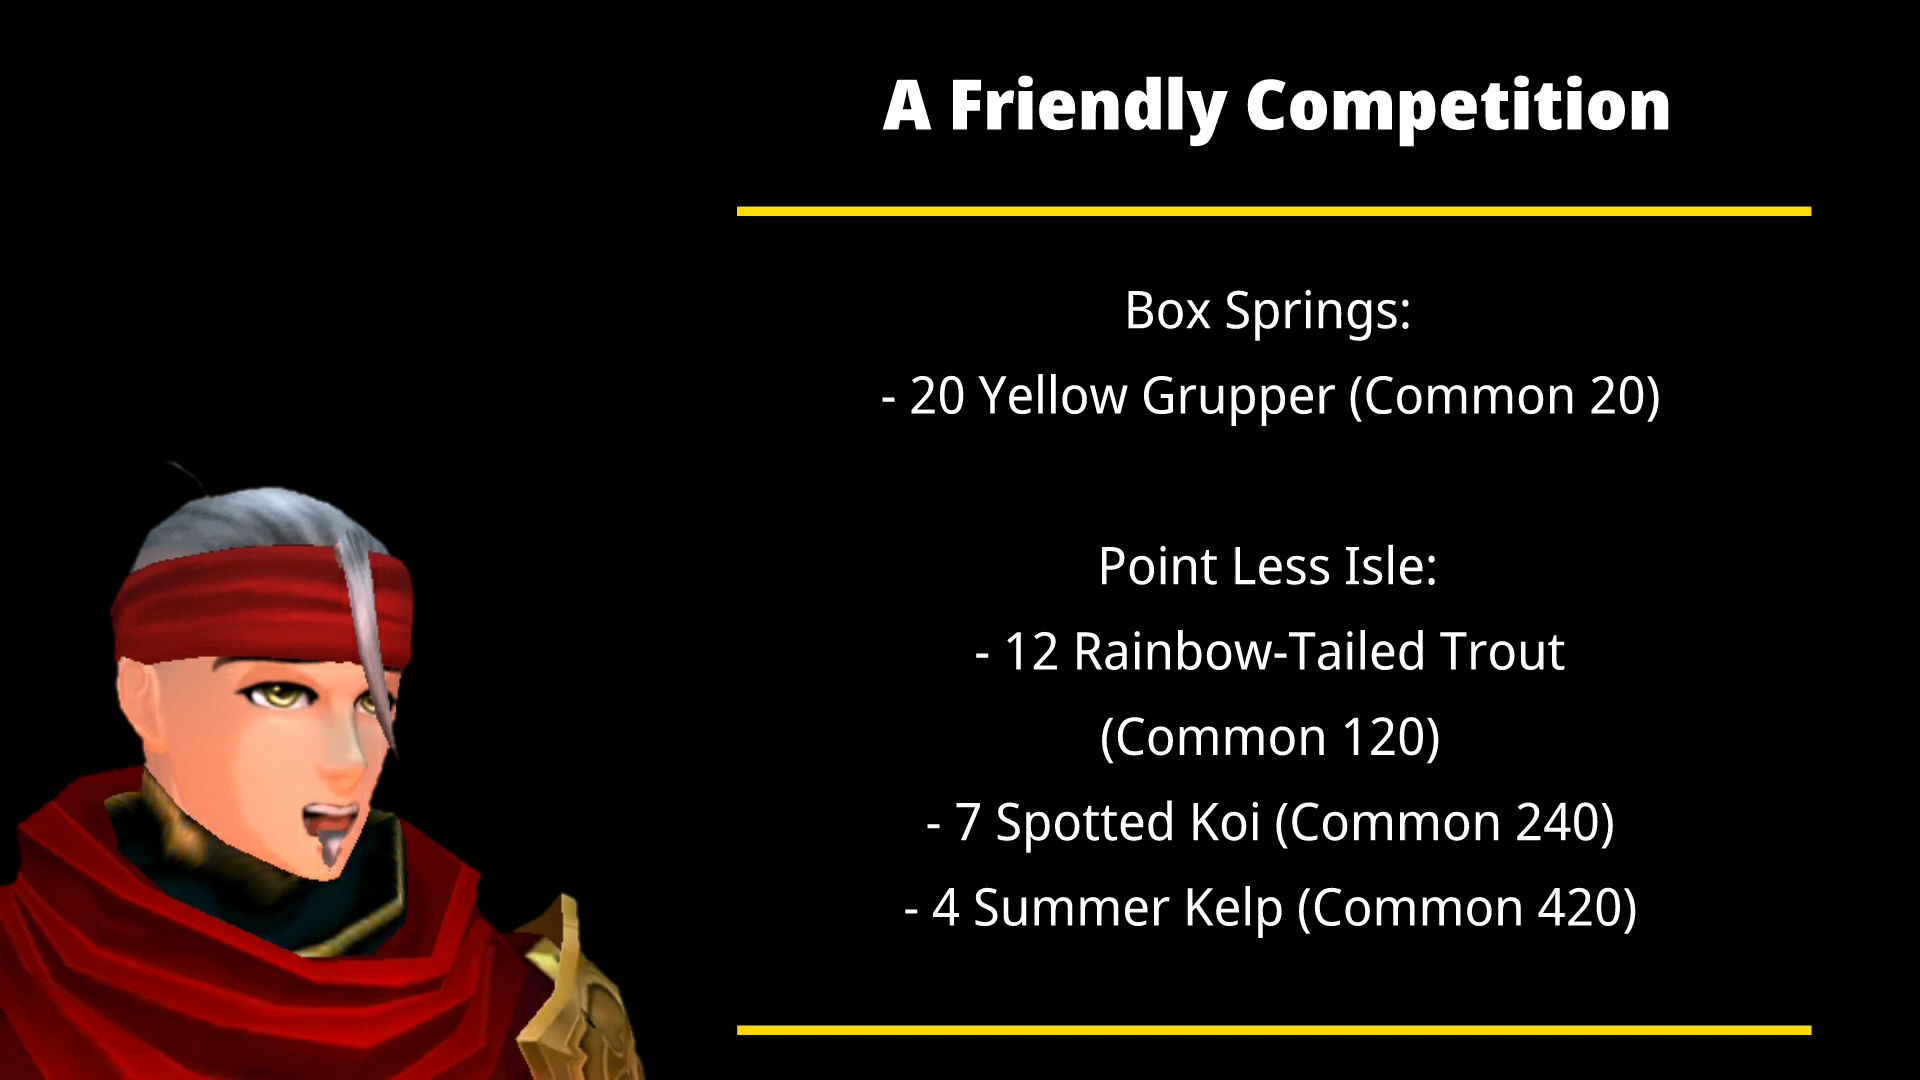 A Friendly Competition
Box Springs:
- 20 Yellow Grupper (Common 20)
Point Less Isle:
- 12 Rainbow-Tailed Trout
(Common 120)
- 7 Spotted Koi (Common 240)
- 4 Summer Kelp (Common 420)